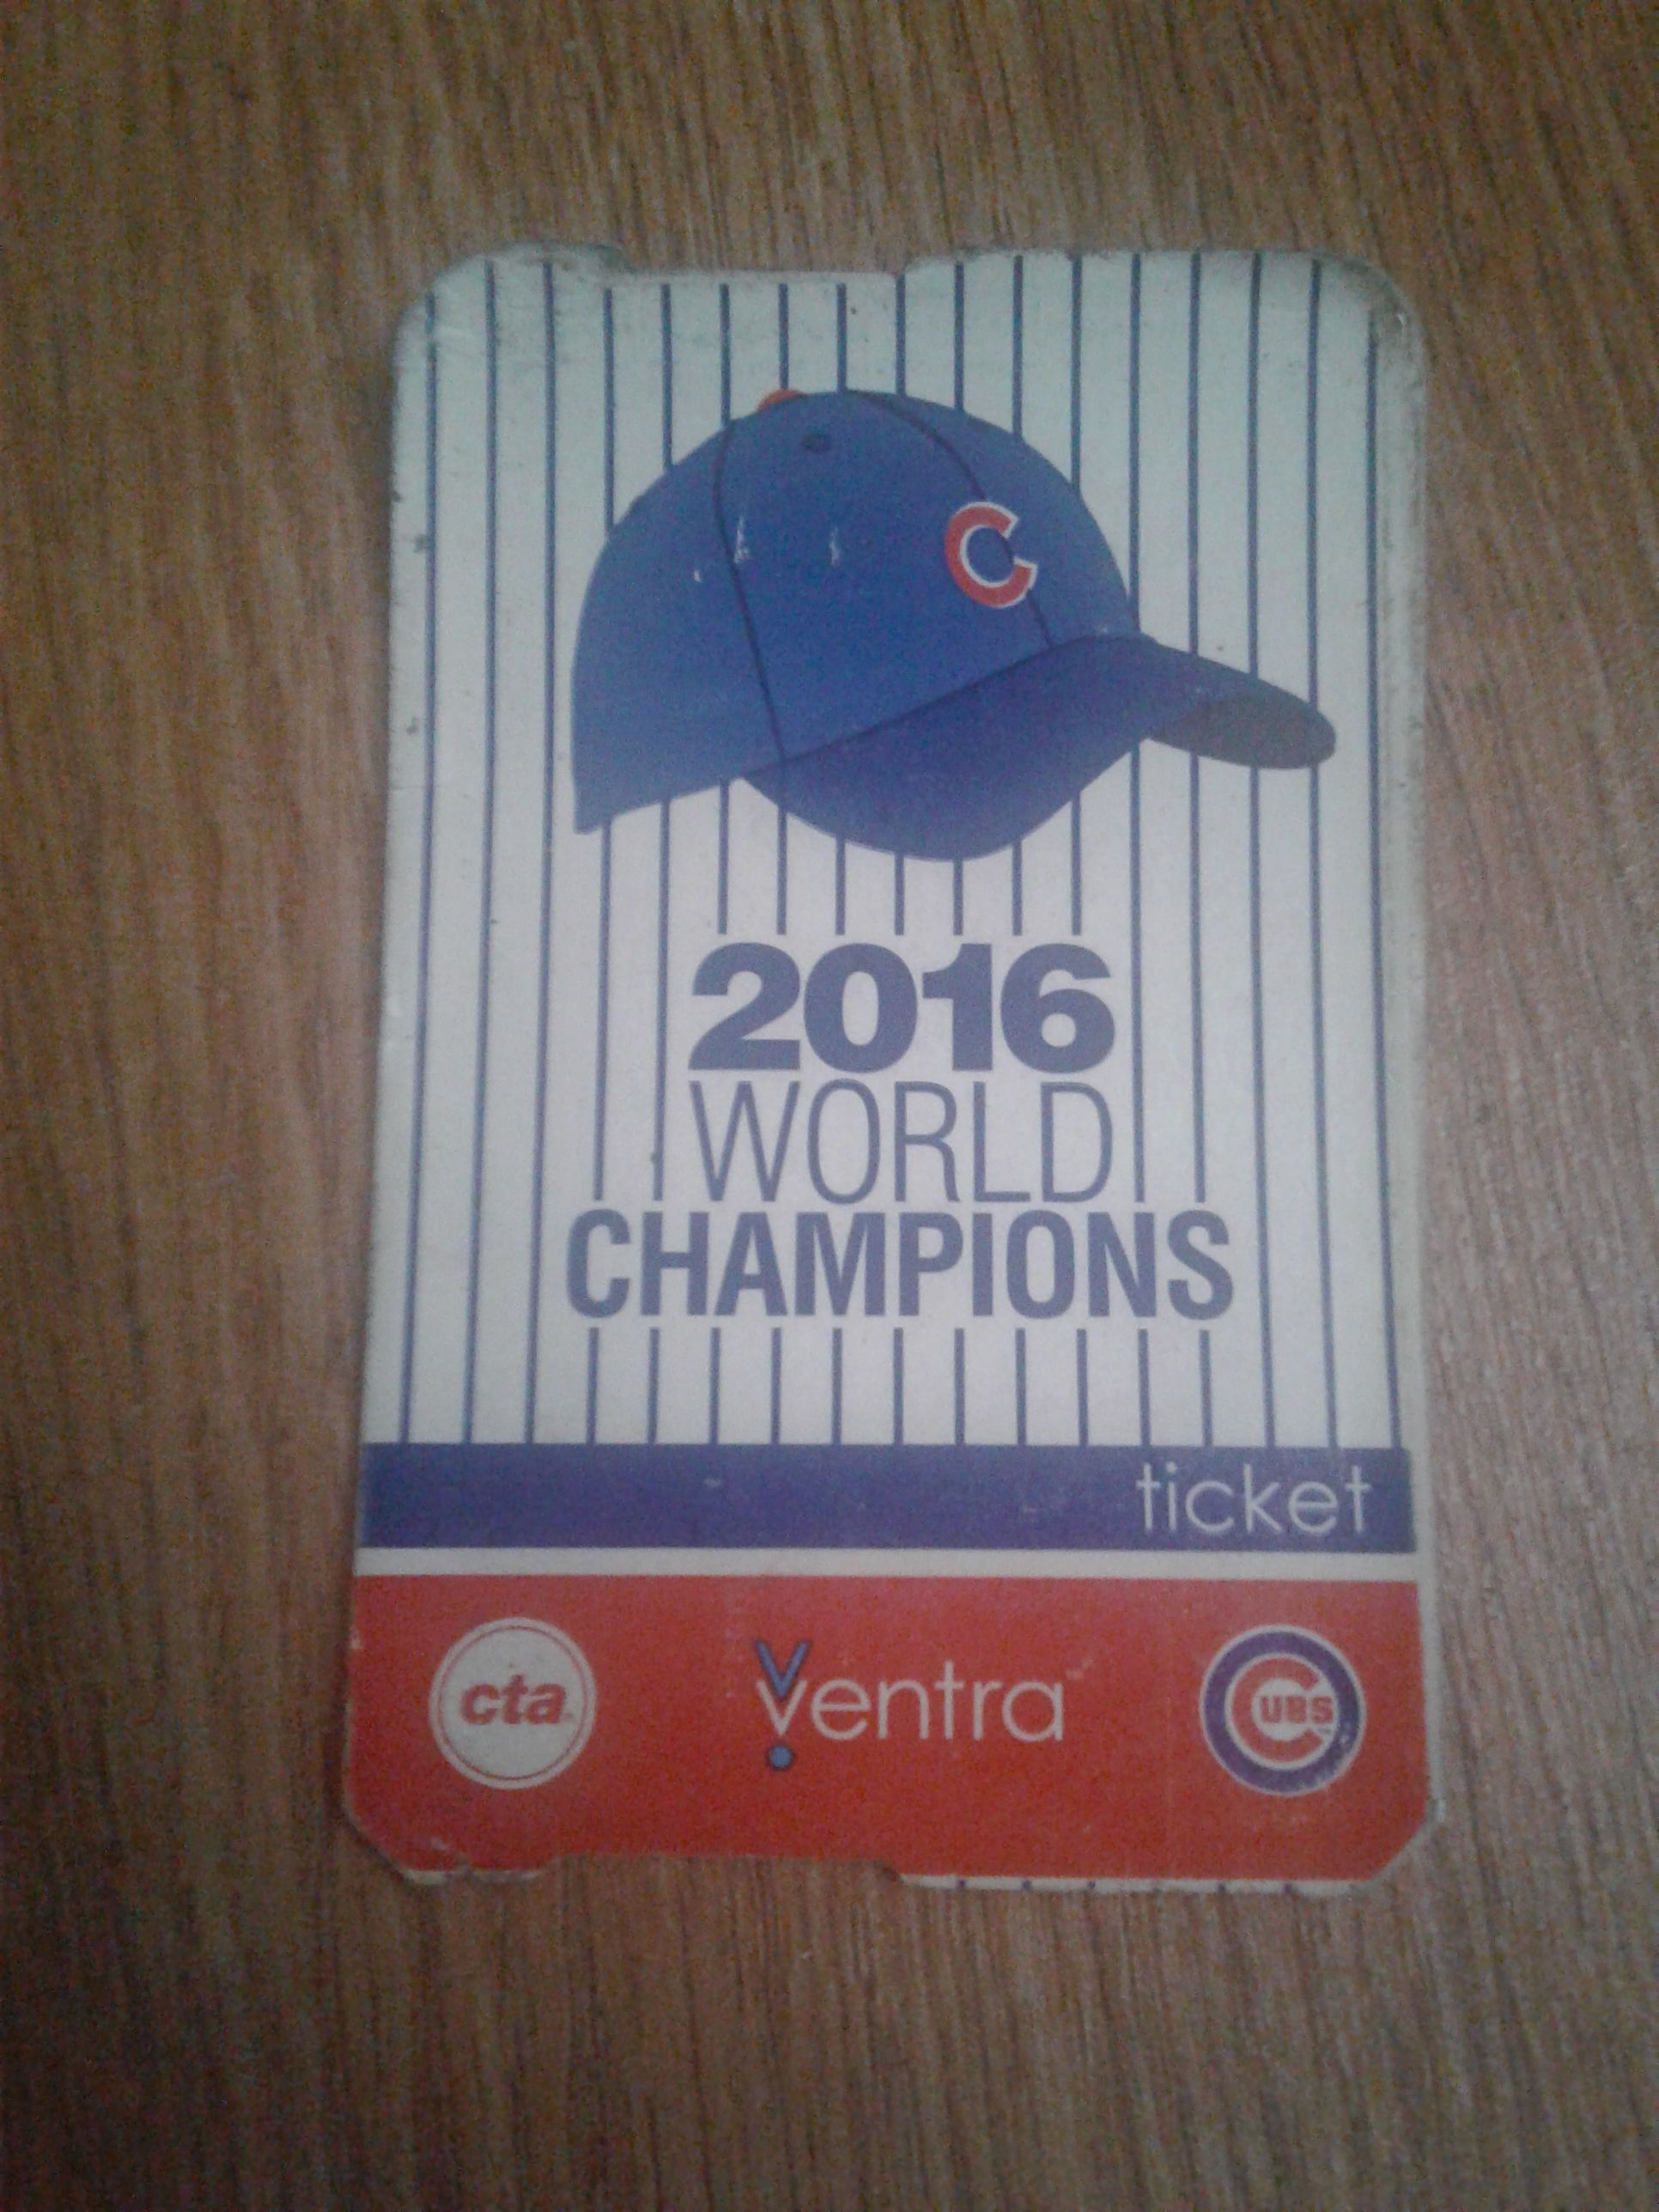 C
2016
WORLD
CHAMPIONS
ticket
cta
ventra
CUBS